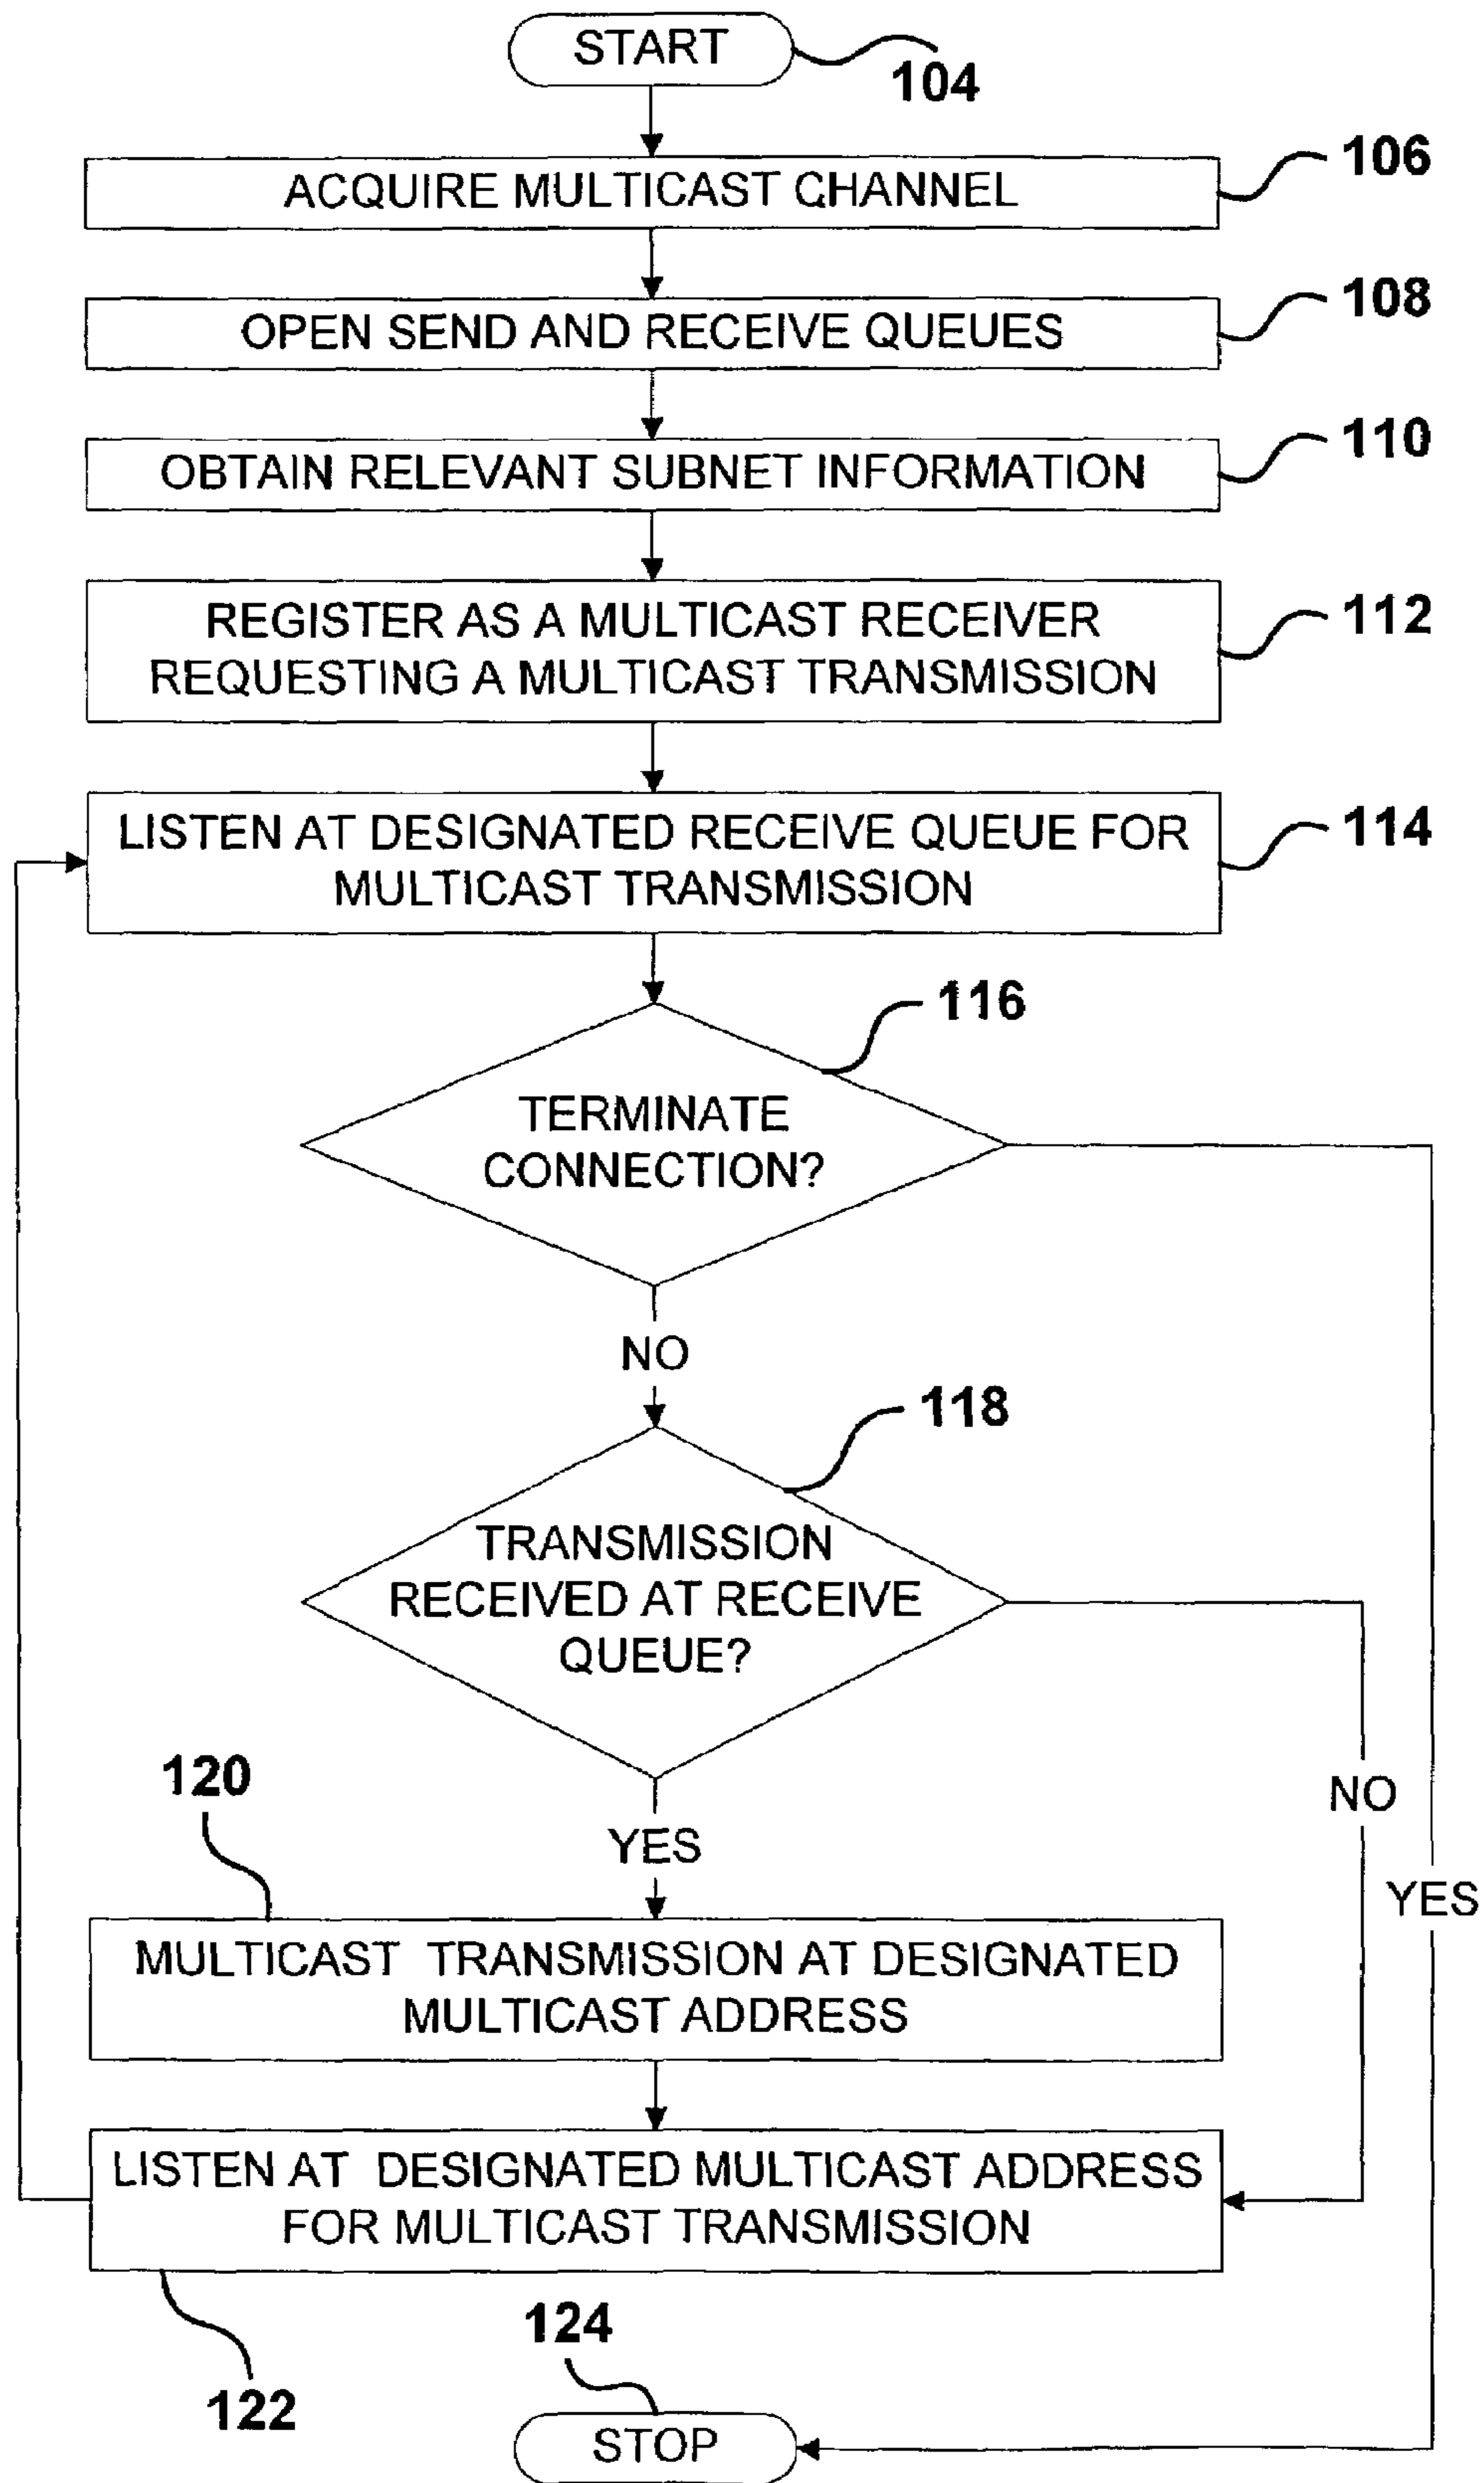 START
104
ACQUIRE MULTICAST CHANNEL
106
OPEN SEND AND RECEIVE QUEUES
108
OBTAIN RELEVANT SUBNET INFORMATION
110
REGISTER AS A MULTICAST RECEIVER
REQUESTING A MULTICAST TRANSMISSION
112
LISTEN AT DESIGNATED RECEIVE QUEUE FOR
MULTICAST TRANSMISSION
114
116
TERMINATE
CONNECTION?
NO
118
TRANSMISSION
RECEIVED AT RECEIVE
QUEUE?
120
NO
YES
YES
MULTICAST TRANSMISSION AT DESIGNATED
MULTICAST ADDRESS
LISTEN AT DESIGNATED MULTICAST ADDRESS
FOR MULTICAST TRANSMISSION
124
122
STOP